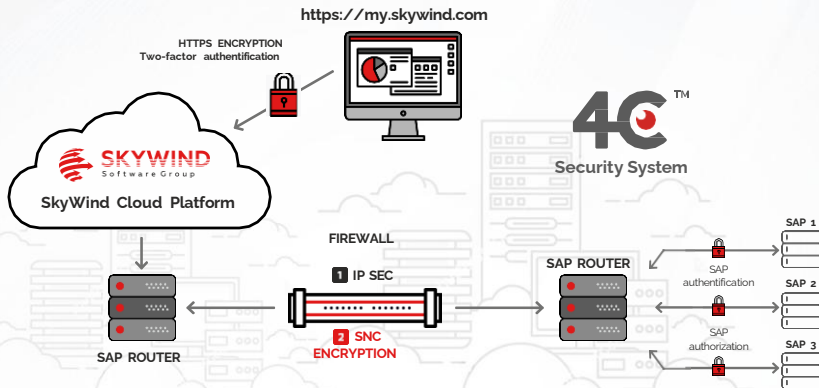 https://my.skywind.com
HTTPS ENCRYPTION
Two-factor authentification
4C™
Security System
SKYWIND
Software Group
SkyWind Cloud Platform
FIREWALL
1 IP SEC
2 SNC
ENCRYPTION
SAP ROUTER
SAP ROUTER
SAP
authentification
SAP
authorization
SAP 1
SAP 2
SAP 3